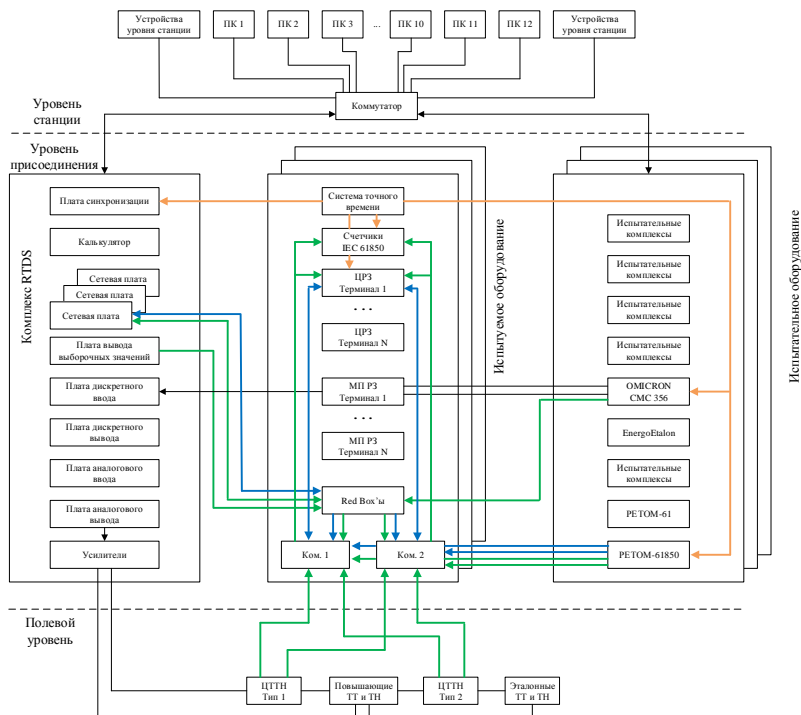 Устройства
уровня станции
ПК 1
ПК 2
ПК 3
...
ПК 10
ПК 11
ПК 12
Устройства
уровня станции
Коммутатор
Уровень
станции
Уровень
присоединения
Комплекс RTDS
Плата синхронизации
Калькулятор
Сетевая плата
Сетевая плата
Сетевая плата
Плата вывода
выборочных значений
Плата дискретного
ввода
Плата дискретного
вывода
Плата аналогового
ввода
Плата аналогового
вывода
Усилители
Испытуемое оборудование
Система точного
времени
Счетчики
IEC 61850
ЦРЗ
Терминал 1
...
ЦРЗ
Терминал N
МП РЗ
Терминал 1
...
МП РЗ
Терминал N
Red Box'ы
Ком. 1
Ком. 2
Испытательное оборудование
Испытательные
комплексы
Испытательные
комплексы
Испытательные
комплексы
Испытательные
комплексы
OMICRON
CMC 356
EnergoEtalon
Испытательные
комплексы
РЕТОМ-61
РЕТОМ-61850
Полевой
уровень
ЦТТН
Тип 1
Повышающие
ТТ и ТН
ЦТТН
Тип 2
Эталонные
ТТ и ТН